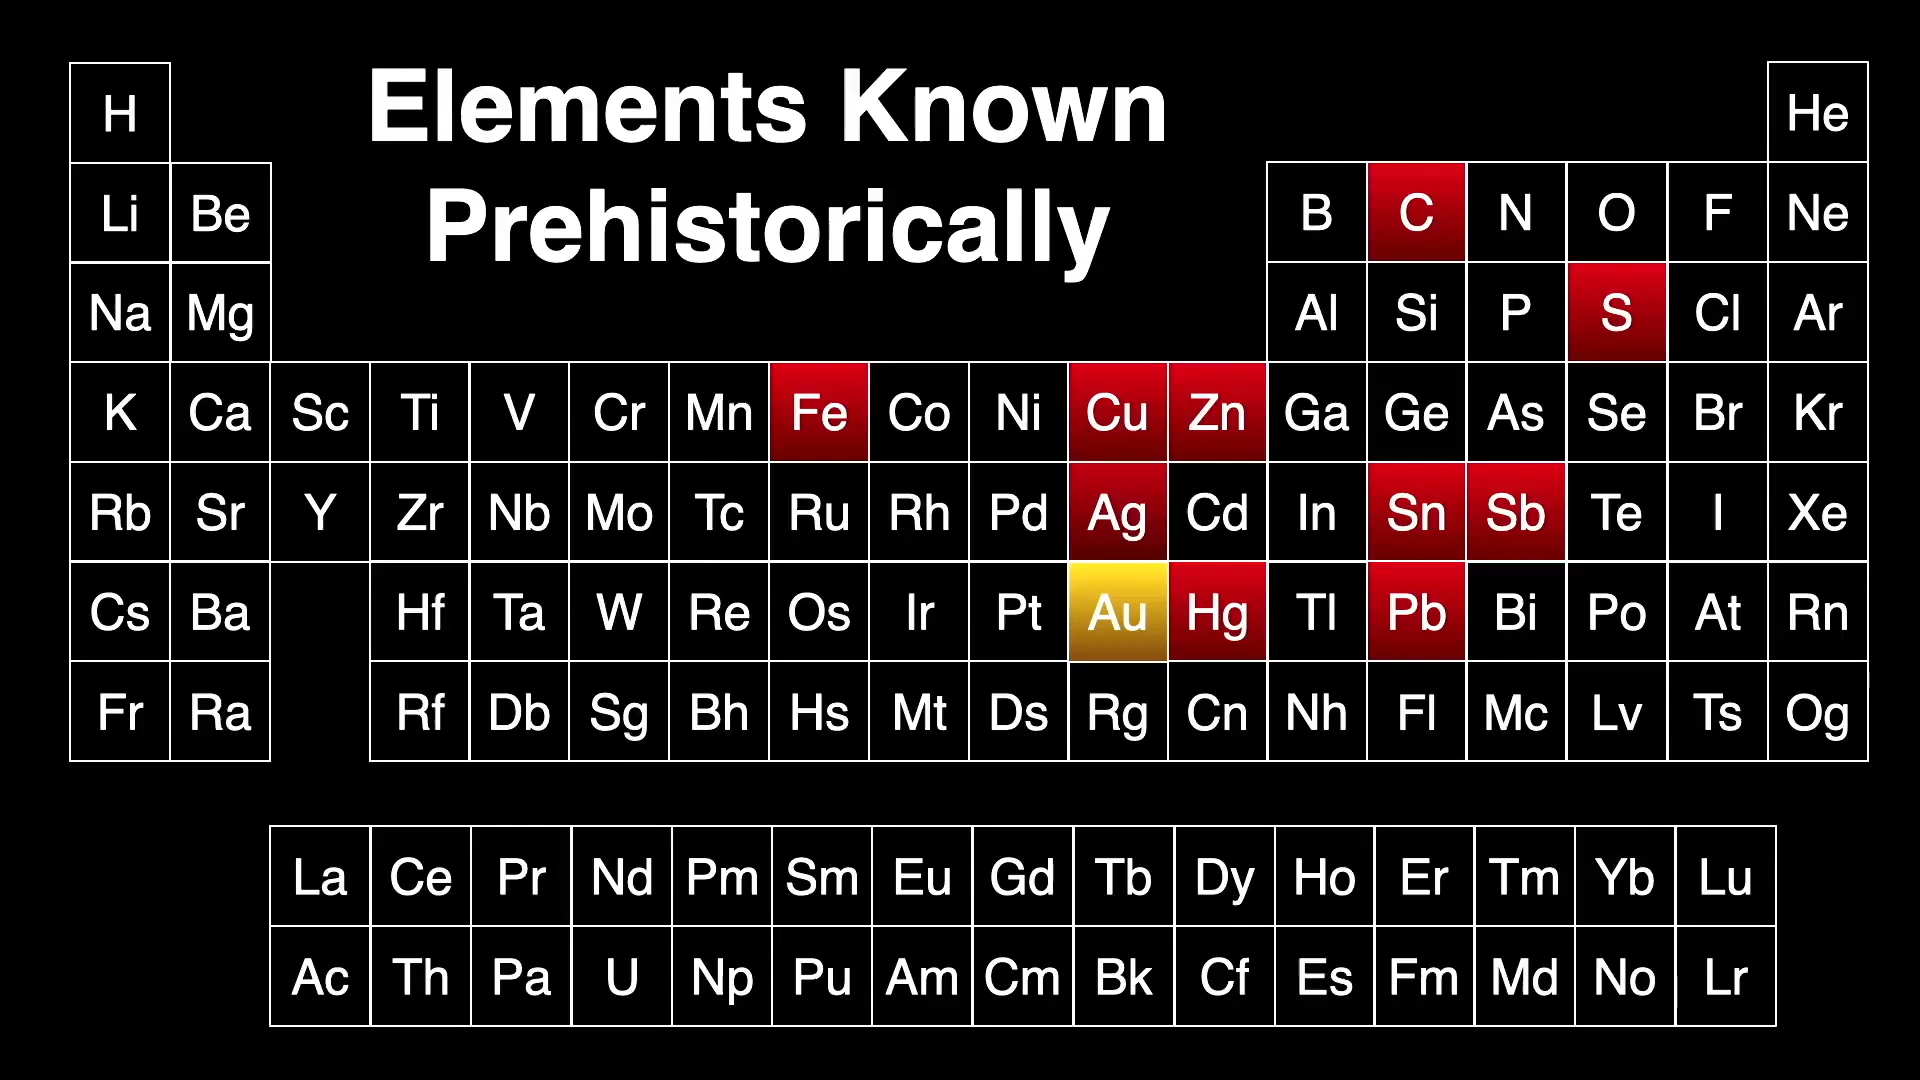 Elements Known
Prehistorically
H He
Li Be B C N O F Ne
Na Mg Al Si P S Cl Ar
K Ca Sc Ti V Cr Mn Fe Co Ni Cu Zn Ga Ge As Se Br Kr
Rb Sr Y Zr Nb Mo Tc Ru Rh Pd Ag Cd In Sn Sb Te I Xe
Cs Ba Hf Ta W Re Os Ir Pt Au Hg Tl Pb Bi Po At Rn
Fr Ra Rf Db Sg Bh Hs Mt Ds Rg Cn Nh Fl Mc Lv Ts Og
La Ce Pr Nd Pm Sm Eu Gd Tb Dy Ho Er Tm Yb Lu
Ac Th Pa U Np Pu Am Cm Bk Cf Es Fm Md No Lr